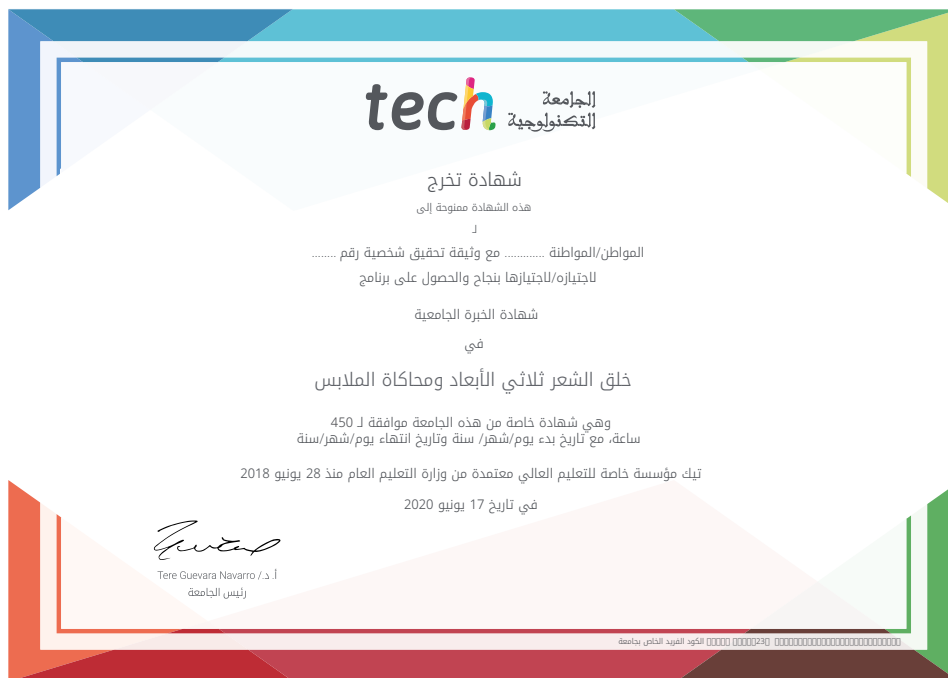 tech الجامعة
التكنولوجية
شهادة تخرج
هذه الشهادة ممنوحة إلى
لـ
المواطن/المواطنة ............ مع وثيقة تحقيق شخصية رقم ........
لاجتيازه/لاجتيازها بنجاح والحصول على برنامج
شهادة الخبرة الجامعية
في
خلق الشعر ثلاثي الأبعاد ومحاكاة الملابس
وهي شهادة خاصة من هذه الجامعة موافقة لـ 450
ساعة، مع تاريخ بدء يوم/شهر/ سنة وتاريخ انتهاء يوم/شهر/سنة
تيك مؤسسة خاصة للتعليم العالي معتمدة من وزارة التعليم العام منذ 28 يونيو 2018
في تاريخ 17 يونيو 2020
أ. د./ Tere Guevara Navarro
رئيس الجامعة
الكود الفريد الخاص بجامعة 23